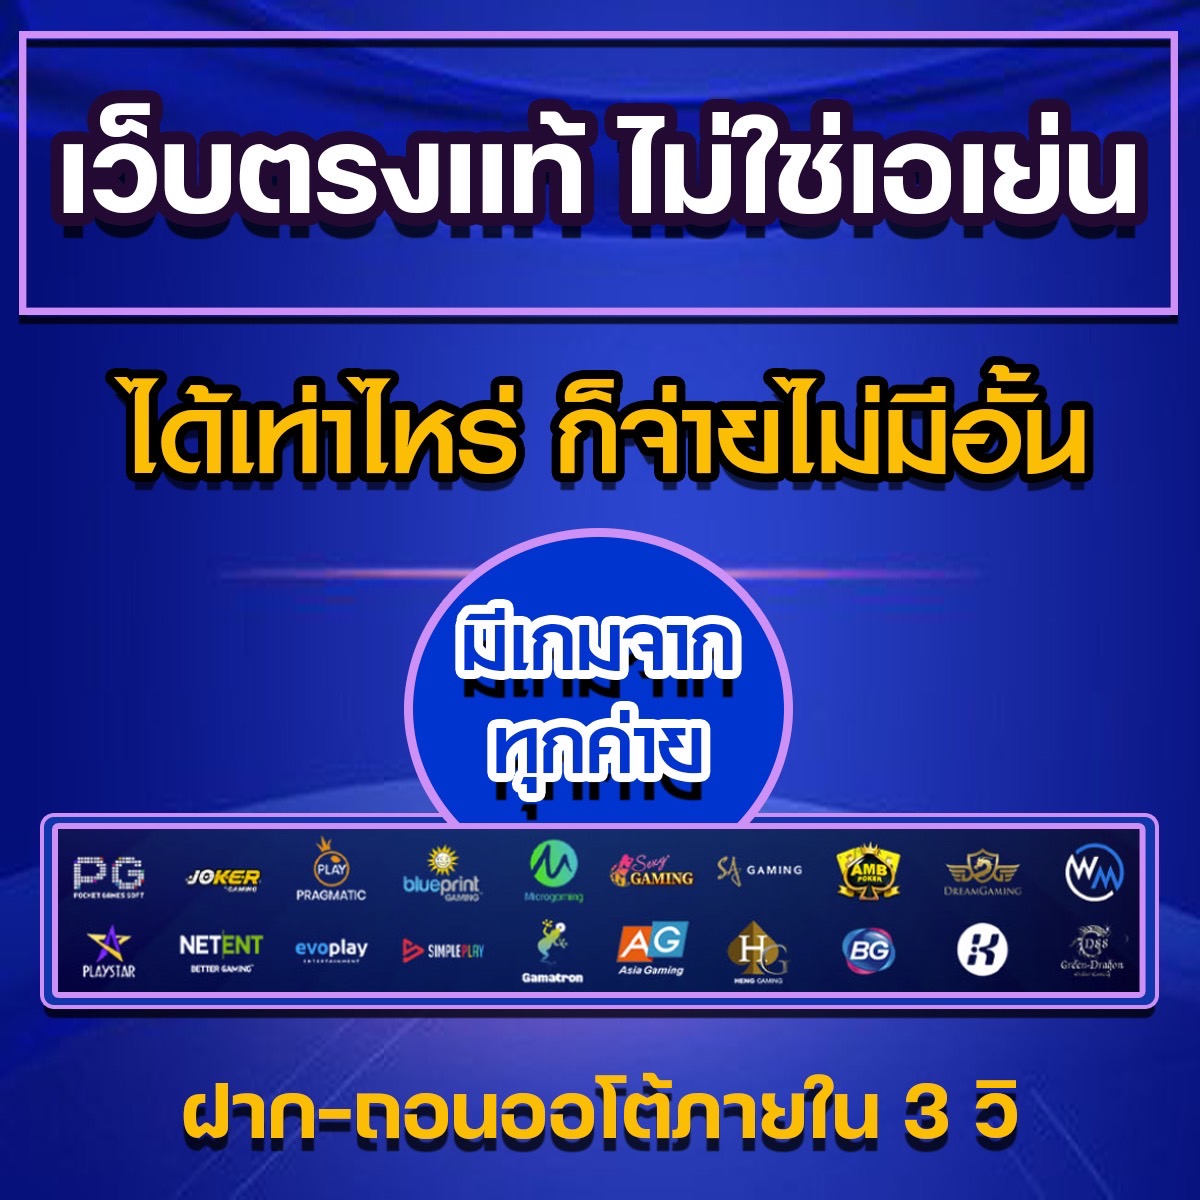 เว็บตรงแท้ ไม่ใช่เอเย่น
ได้เท่าไหร่ ก็จ่ายไม่มีอั้น
มีเกมจาก
ทุกค่าย
PG
POCKET GAMES SOFT
JOKER
GAMING
PLAY
PRAGMATIC
blueprint
GAMING
Microgaming
Sexy
GAMING
SA GAMING
AMB
POKER
DREAMGAMING
WM
PLAYSTAR
NETENT
BETTER GAMING
evoplay
ENTERTAINMENT
SIMPLEPLAY
Gamatron
AG
Asia Gaming
HG
HENG GAMING
BG
K
Green-Dragon
ฝาก-ถอนออโต้ภายใน 3 วิ